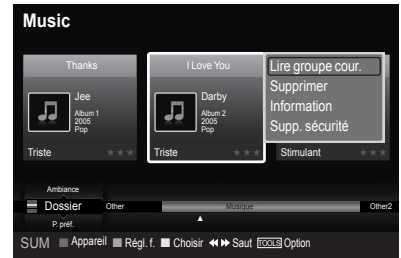 Music
Thanks
I Love You
Jee
Album 1
2005
Pop
Triste
Darby
Album 2
2005
Pop
Triste
Lire groupe cour.
Supprimer
Information
Supp. sécurité
Stimulant
Ambiance
Dossier
P. préf.
Other
Musique
Other2
SUM Appareil Régl. f. Choisir Saut TOOLS Option